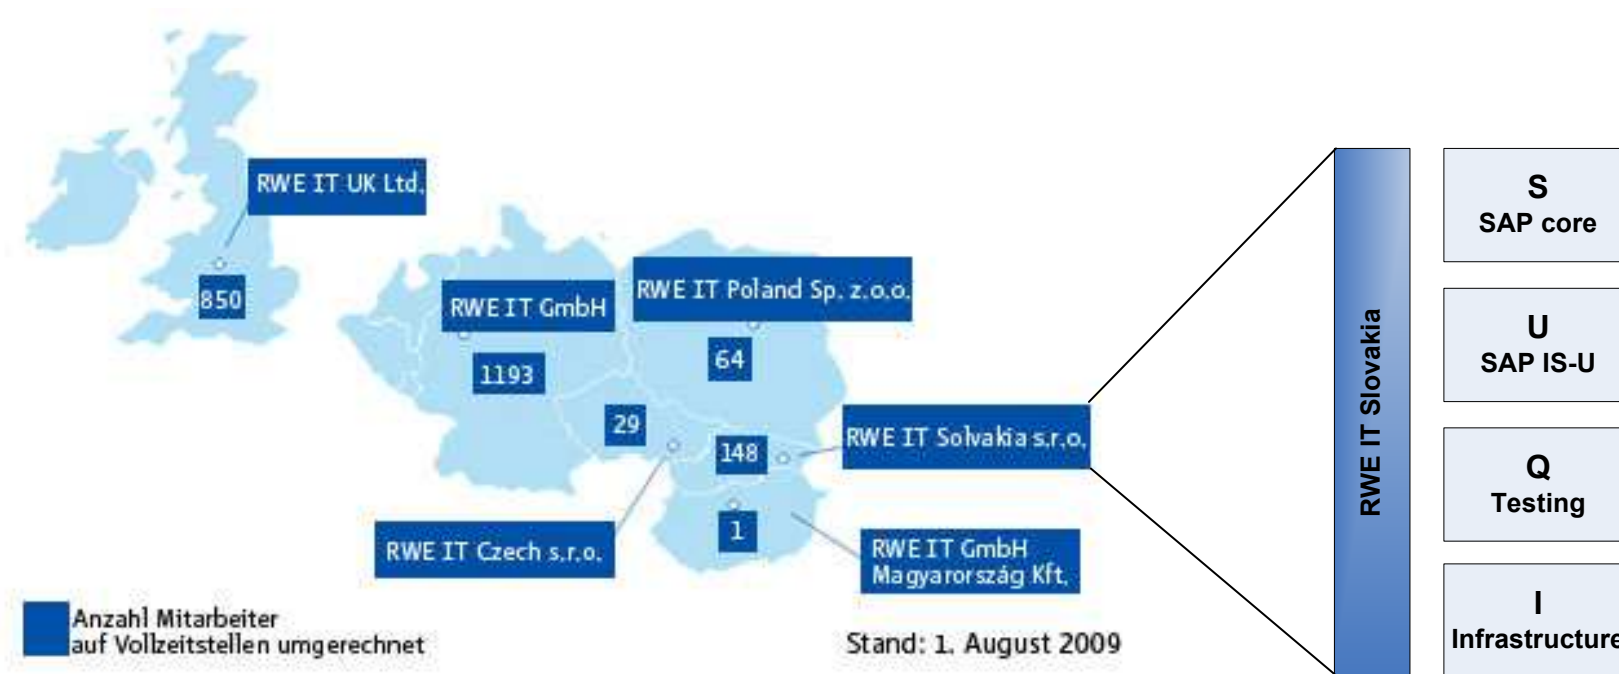 RWE IT UK Ltd.
850
RWE IT GmbH
1193
RWE IT Poland Sp. z.o.o.
64
29
148
RWE IT Solvakia s.r.o.
1
RWE IT Czech s.r.o.
RWE IT GmbH
Magyarország Kft.
Anzahl Mitarbeiter
auf Vollzeitstellen umgerechnet
Stand: 1. August 2009
RWE IT Slovakia
S
SAP core
U
SAP IS-U
Q
Testing
I
Infrastructure